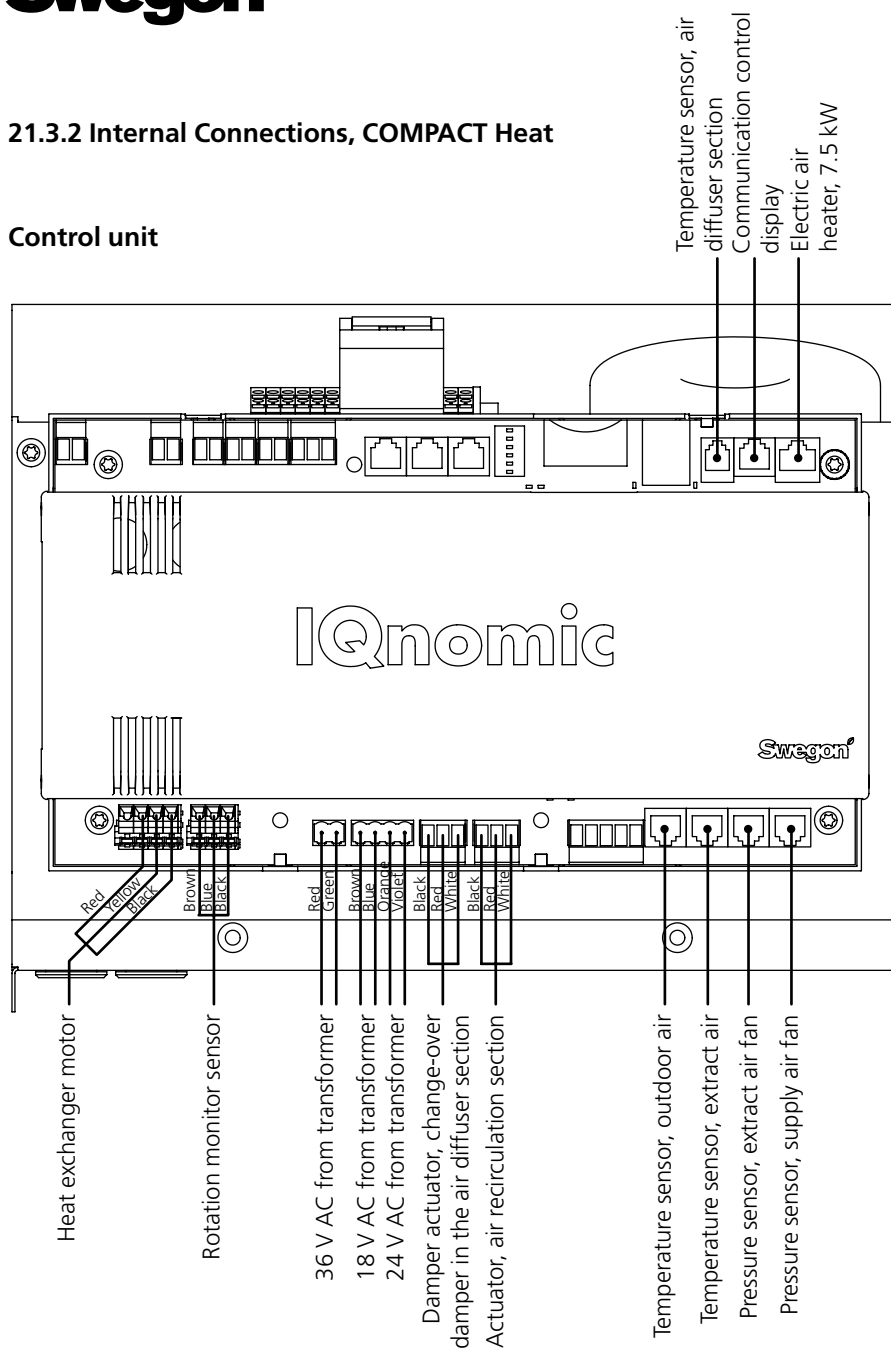 Swegon
21.3.2 Internal Connections, COMPACT Heat
Control unit
Temperature sensor, air
diffuser section
Communication control
display
Electric air
heater, 7.5 kW
IQnomic
Swegon
Red
Yellow
Black
Brown
Blue
Black
Red
Green
Brown
Blue
Orange
Violet
Black
Red
White
Black
Red
White
Heat exchanger motor
Rotation monitor sensor
36 V AC from transformer
18 V AC from transformer
24 V AC from transformer
Damper actuator, change-over
damper in the air diffuser section
Actuator, air recirculation section
Temperature sensor, outdoor air
Temperature sensor, extract air
Pressure sensor, extract air fan
Pressure sensor, supply air fan